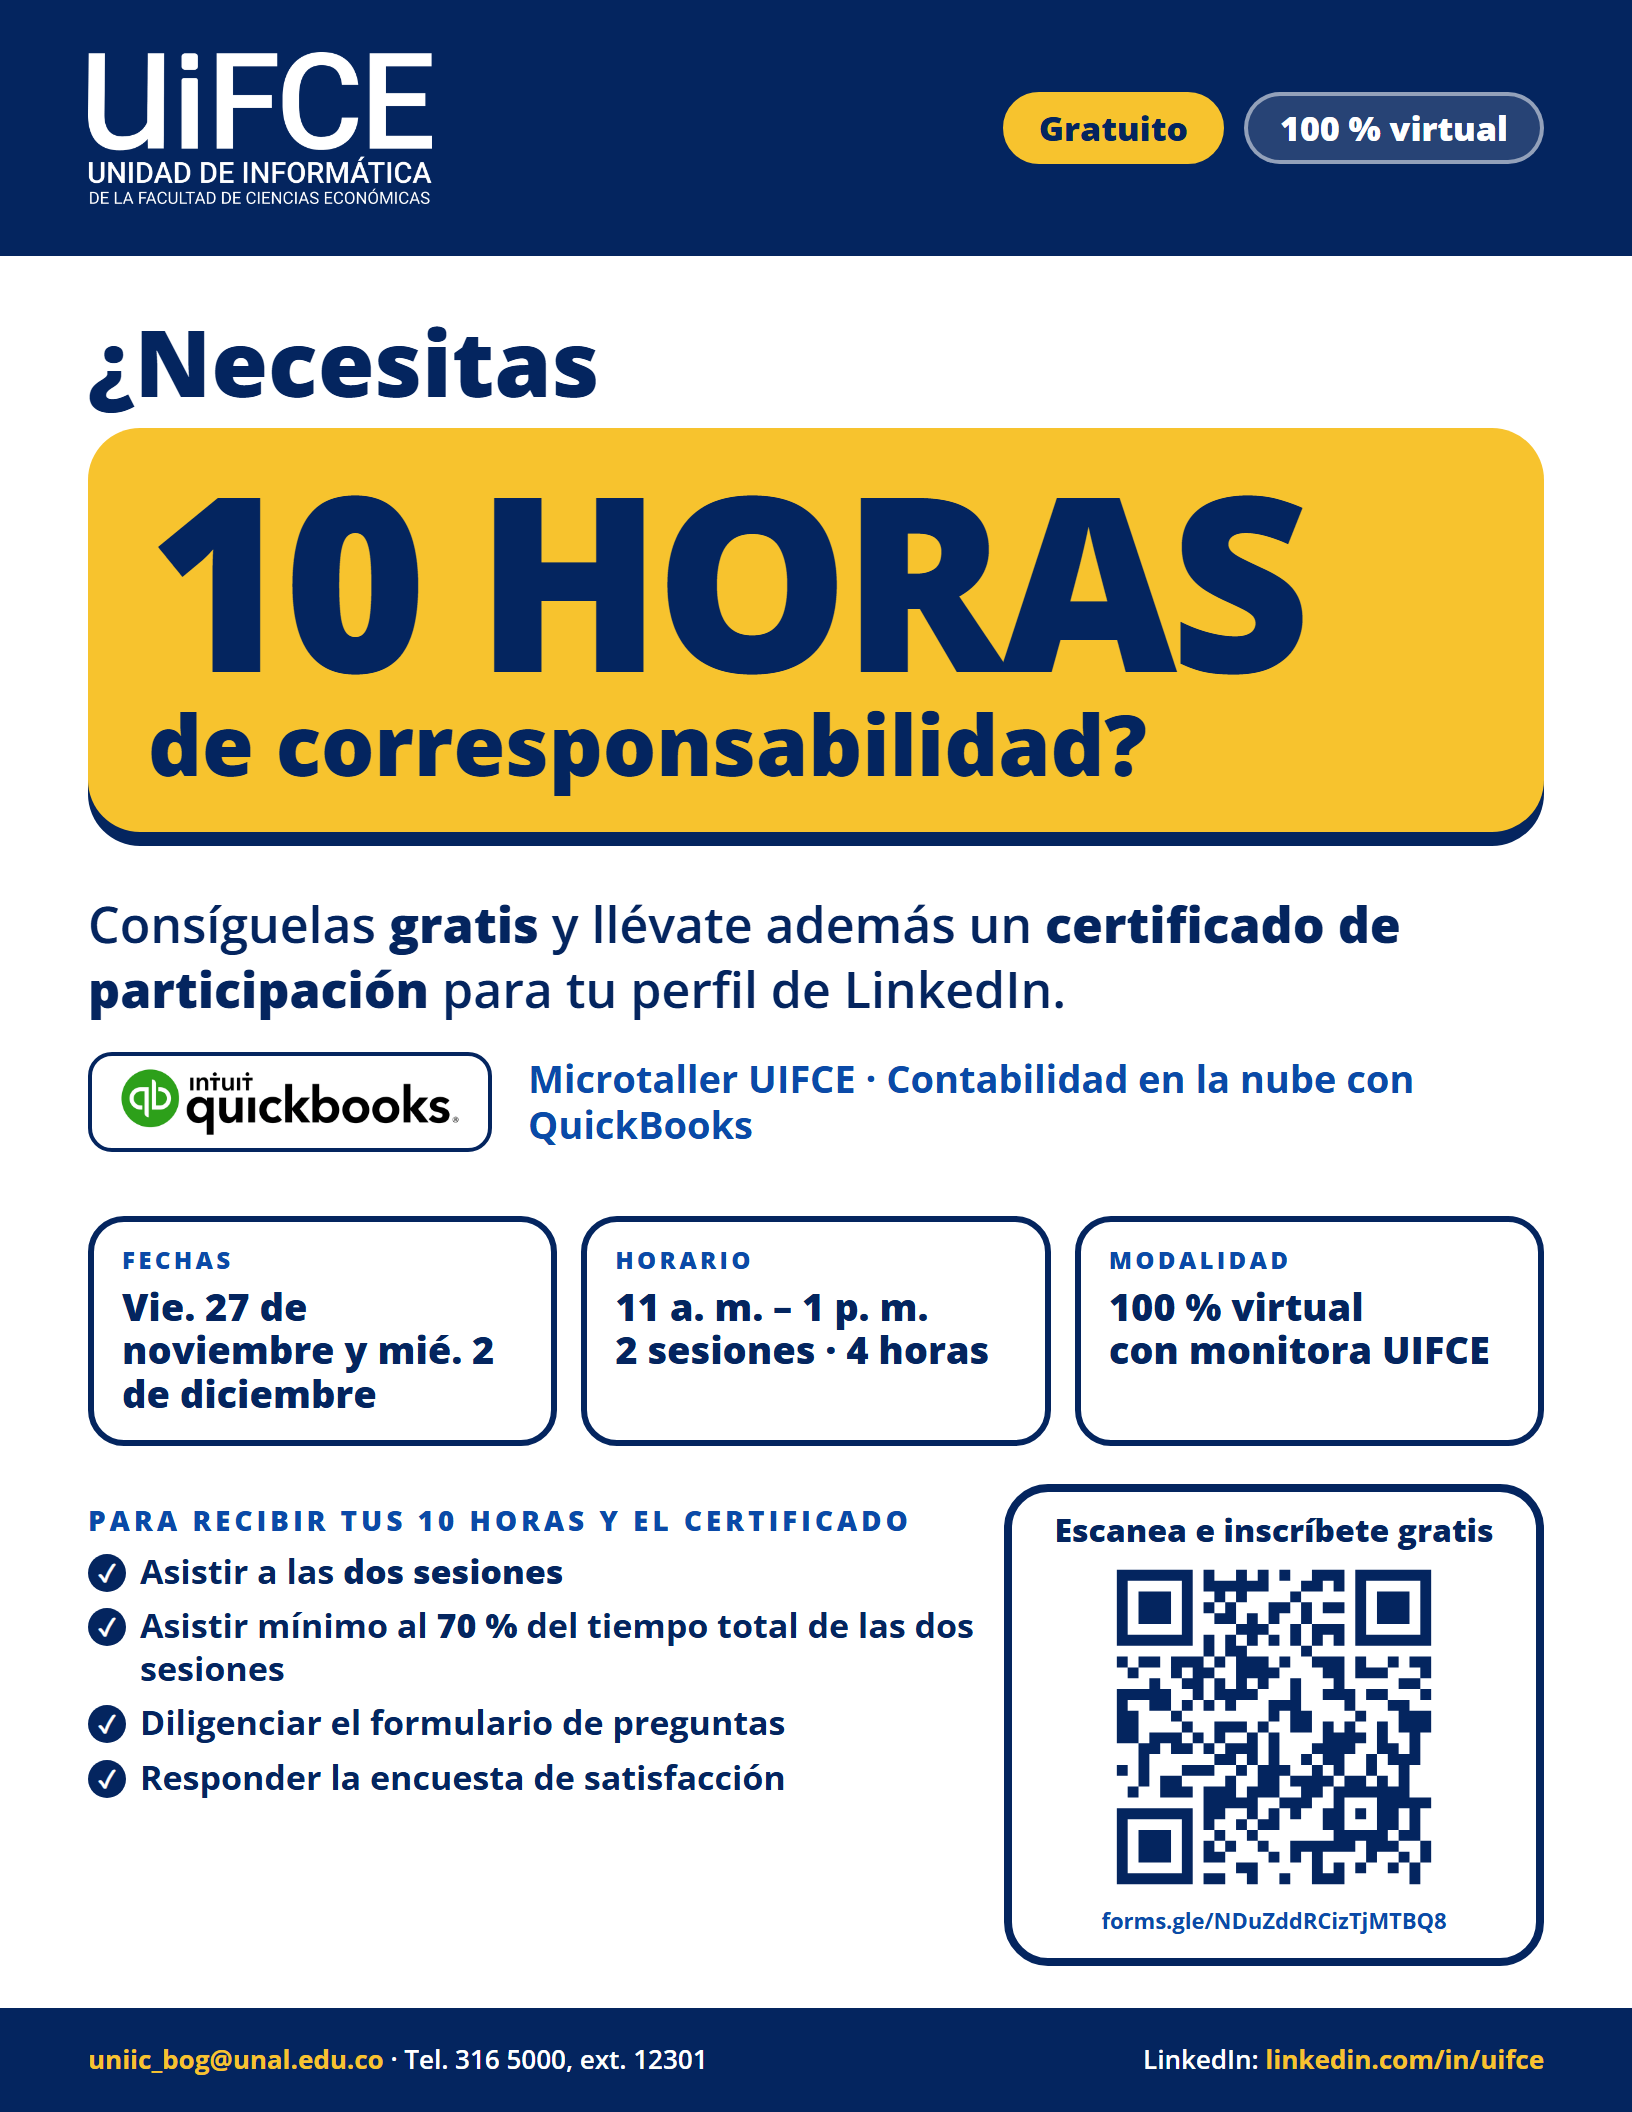 UiFCE
UNIDAD DE INFORMÁTICA
DE LA FACULTAD DE CIENCIAS ECONÓMICAS
Gratuito
100 % virtual
¿Necesitas
10 HORAS
de corresponsabilidad?
Consíguelas gratis y llévate además un certificado de
participación para tu perfil de LinkedIn.
qb intuit quickbooks.®
Microtaller UIFCE · Contabilidad en la nube con
QuickBooks
FECHAS
Vie. 27 de
noviembre y mié. 2
de diciembre
HORARIO
11 a. m. – 1 p. m.
2 sesiones · 4 horas
MODALIDAD
100 % virtual
con monitora UIFCE
PARA RECIBIR TUS 10 HORAS Y EL CERTIFICADO
✓ Asistir a las dos sesiones
✓ Asistir mínimo al 70 % del tiempo total de las dos
sesiones
✓ Diligenciar el formulario de preguntas
✓ Responder la encuesta de satisfacción
Escanea e inscríbete gratis
forms.gle/NDuZddRCizTjMTBQ8
uniic_bog@unal.edu.co · Tel. 316 5000, ext. 12301
LinkedIn: linkedin.com/in/uifce